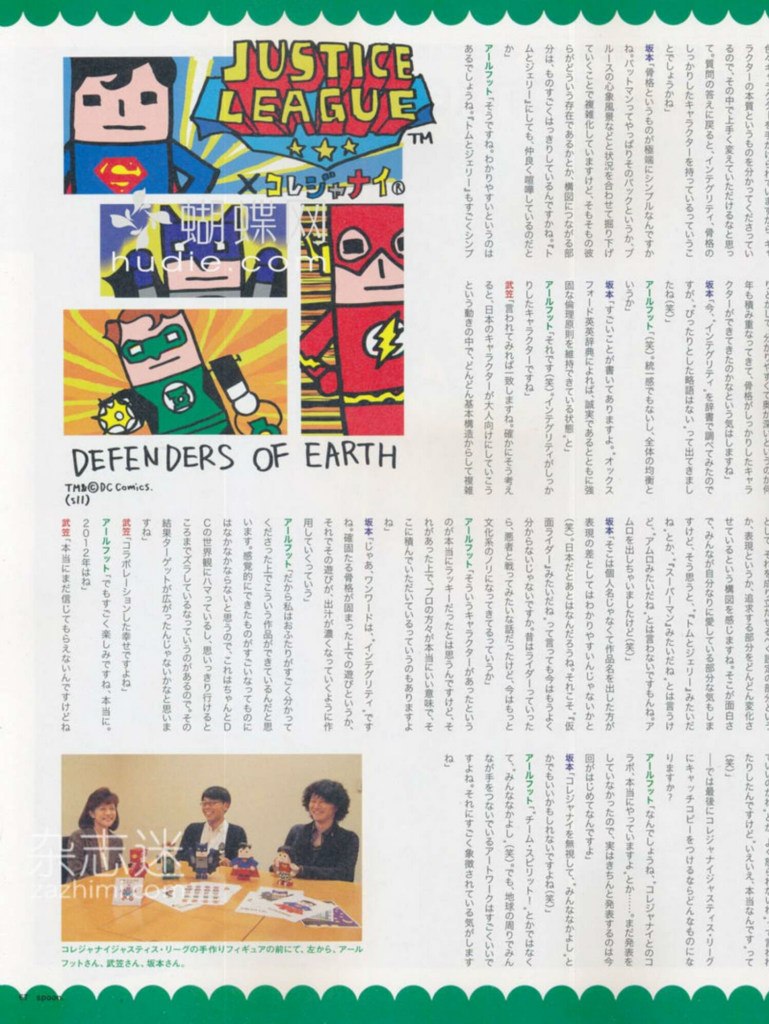 JUSTICE
LEAGUE
TM
×コレジャナイ®
蝴蝶网
hudie.com
DEFENDERS OF EARTH
TM&©DC Comics.
(s11)
ラクターの本質というものを分かってくださってい
るので、その中で上手く変えていただけるなと思っ
て。質問の答えに戻ると、インテグリティ、骨格の
しっかりしたキャラクターを持っているっていうこ
とでしょうかね。
坂本「骨格というものが極端にシンプルなんですか
ね。バットマンってやっぱりそのバックというか、ブ
ルースの心象風景などと状況を合わせて掘り下げ
ていくことで複雑化していますけど、そもそもの彼
らがどういう存在であるかとか、構図につながる部
分は、ものすごくはっきりしているんですかね。『ト
ムとジェリー』にしても、仲良く喧嘩しているのだと
か」
アールフット「そうですね。わかりやすいというのは
あるでしょうね。『トムとジェリー』もすごくシンプ
年も積み重なってきて、骨格がしっかりしたキャラ
クターができてきたのかなという気はしますね」
坂本「今、"インテグリティ"を辞書で調べてみたので
すが、"ぴったりとした略語はない"って出てきまし
たね(笑)」
アールフット「(笑)。統一感でもないし、全体の均衡と
いうか」
坂本「すごいことが書いてありますよ。"オックス
フォード英英辞典によれば、誠実であるとともに強
固な倫理原則を維持できている状態"と」
アールフット「それです(笑)。インテグリティがしっか
りしたキャラクターですね」
武笠「言われてみれば一致しますね。確かにそう考え
ると、日本のキャラクターが大人向けにしていこう
という動きの中で、どんどん基本構造からして複雑
か、表現というか、追求する部分をどんどん変化さ
せているという構図を感じますね。そこが面白さ
で、みんなが自分なりに愛している部分な気もしま
すけど。そう思うと、『トムとジェリー』みたいだ
ね」とか、『スーパーマン』みたいだね」とは言うけ
ど、"アムロみたいだね"とは言わないですもんね。ア
ムロを出しちゃいましたけど(笑)」
坂本「そこは個人名じゃなくて作品名を出した方が
表現の差としてはわかりやすいんじゃないかと
(笑)。日本だとあとはなんだろうね。それこそ、『仮
面ライダー』みたいだね。って言っても今はもうよく
分からないじゃないですか。昔はライダーっていった
ら、悪者と戦ってみたいな話だったけど、今はもっと
文化系のノリになってきてるっていうか」
アールフット「そういうキャラクターがあったという
のが本当にラッキーだったとは思うんですけど、そ
れがあった上で、プロの方々が本当にいい意味で、そ
こに積んでいただいているっていうのもありますよ
ね」
坂本「じゃあ、ワンワードは、"インテグリティ"です
ね。確固たる骨格が固まった上での遊びというか、
それでその遊びが、出汁が濃くなっていくように作
用していくっていう」
アールフット「だから私はおふたりがすごく分かって
くださった上でこういう作品ができているんだと思
います。感覚的にできたものがすごいなってものに
はなかなかならないと思うので、これはちゃんとD
Cの世界観にハマっているし、思いっきり行けると
ころまでズラしているなっていうのがあるので。その
結果ターゲットが広がったんじゃないかなと思いま
すね」
武笠「コラボレーションした幸せですよね」
アールフット「でもすごく楽しみですね、本当に。
2012年はね」
武笠「本当にまだ信じてもらえないんですけどね
たりしたんですけど、いえいえ、本当なんです"って
(笑)」
──では最後にコレジャナイジャスティス・リーグ
にキャッチコピーをつけるならどんなものにな
りますか?
アールフット「なんでしょうね、"コレジャナイとのコ
ラボ、本当にやっていますよ"とか……。まだ発表を
していなかったので、実はきちんと発表するのは今
回がはじめてなんですよ」
坂本「"コレジャナイを無視して、"みんななかよし"と
かでもいいかもしれないですよね(笑)」
アールフット「"チーム・スピリット!"とかではなく
て、"みんななかよし"(笑)。でも、地球の周りでみん
なが手をつないでいるアートワークはすごくいいで
すよね。それにすごく象徴されている気がします
ね」
杂志迷
zazhimi.com
コレジャナイジャスティス・リーグの手作りフィギュアの前にて、左から、アール
フットさん、武笠さん、坂本さん。
spoon.